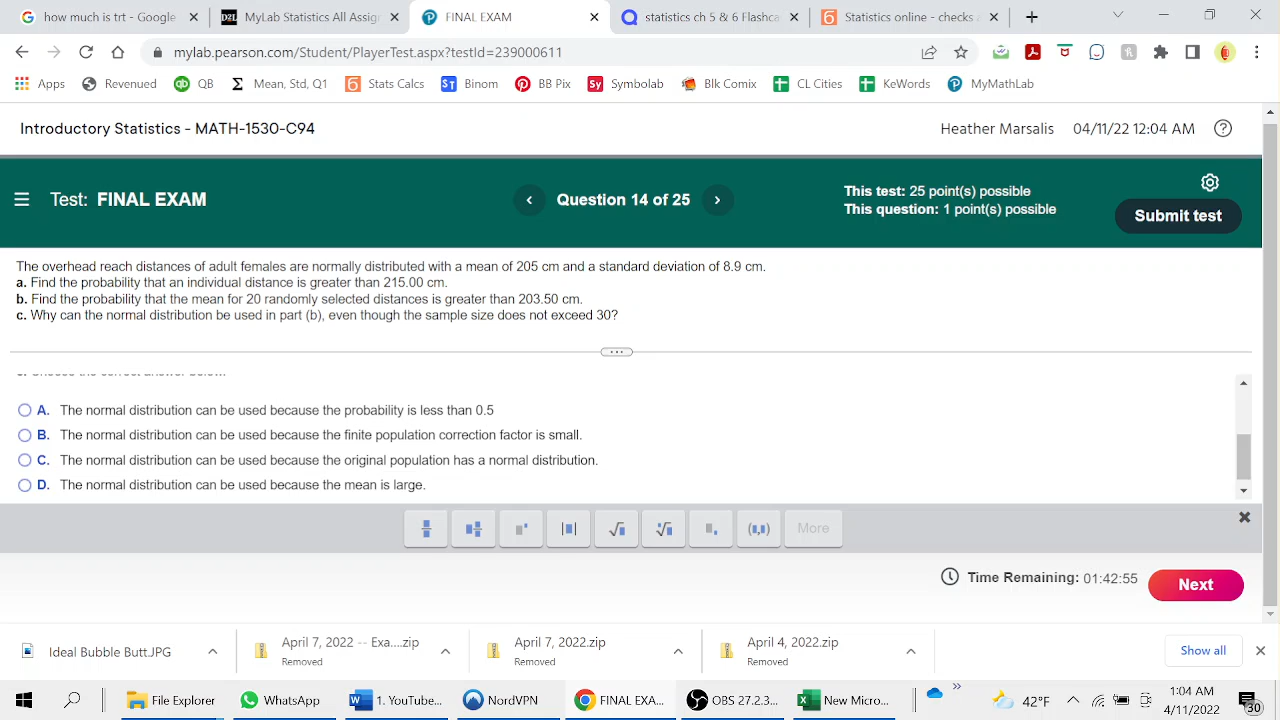 how much is trt - Google
D2L
MyLab Statistics All Assig
FINAL EXAM
statistics ch 5 & 6 Flashca
Statistics online - checks
mylab.pearson.com/Student/PlayerTest.aspx?testId=239000611
Apps Revenued QB Mean, Std, Q1 Stats Calcs Binom BB Pix Symbolab Blk Comix CL Cities KeWords MyMathLab
Introductory Statistics - MATH-1530-C94
Heather Marsalis 04/11/22 12:04 AM
Test: FINAL EXAM
Question 14 of 25
This test: 25 point(s) possible
This question: 1 point(s) possible
Submit test
The overhead reach distances of adult females are normally distributed with a mean of 205 cm and a standard deviation of 8.9 cm.
a. Find the probability that an individual distance is greater than 215.00 cm.
b. Find the probability that the mean for 20 randomly selected distances is greater than 203.50 cm.
c. Why can the normal distribution be used in part (b), even though the sample size does not exceed 30?
A. The normal distribution can be used because the probability is less than 0.5
B. The normal distribution can be used because the finite population correction factor is small.
C. The normal distribution can be used because the original population has a normal distribution.
D. The normal distribution can be used because the mean is large.
More
Time Remaining: 01:42:55
Next
Ideal Bubble Butt.JPG
April 7, 2022 -- Exa....zip
Removed
April 7, 2022.zip
Removed
April 4, 2022.zip
Removed
Show all
File Explorer WhatsApp 1. YouTube... NordVPN FINAL EXA... OBS 27.2.3... New Micro... 42°F
1:04 AM
4/11/2022
30